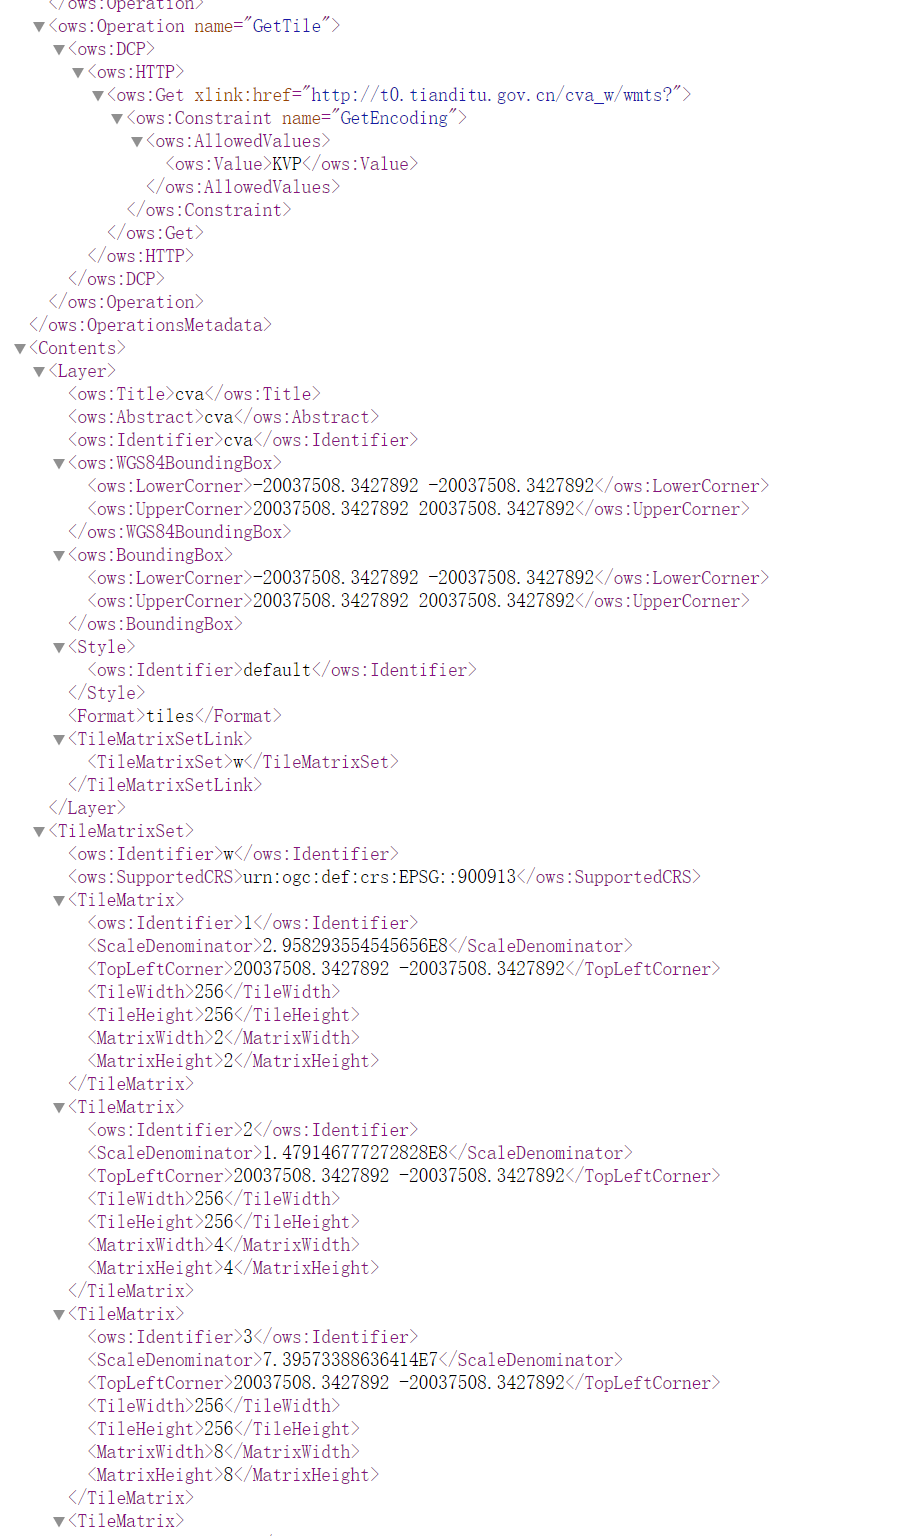 </ows:Operation>
▼<ows:Operation name="GetTile">
▼<ows:DCP>
▼<ows:HTTP>
▼<ows:Get xlink:href="http://t0.tianditu.gov.cn/cva_w/wmts?">
▼<ows:Constraint name="GetEncoding">
▼<ows:AllowedValues>
<ows:Value>KVP</ows:Value>
</ows:AllowedValues>
</ows:Constraint>
</ows:Get>
</ows:HTTP>
</ows:DCP>
</ows:Operation>
</ows:OperationsMetadata>
▼<Contents>
▼<Layer>
<ows:Title>cva</ows:Title>
<ows:Abstract>cva</ows:Abstract>
<ows:Identifier>cva</ows:Identifier>
▼<ows:WGS84BoundingBox>
<ows:LowerCorner>-20037508.3427892 -20037508.3427892</ows:LowerCorner>
<ows:UpperCorner>20037508.3427892 20037508.3427892</ows:UpperCorner>
</ows:WGS84BoundingBox>
▼<ows:BoundingBox>
<ows:LowerCorner>-20037508.3427892 -20037508.3427892</ows:LowerCorner>
<ows:UpperCorner>20037508.3427892 20037508.3427892</ows:UpperCorner>
</ows:BoundingBox>
▼<Style>
<ows:Identifier>default</ows:Identifier>
</Style>
<Format>tiles</Format>
▼<TileMatrixSetLink>
<TileMatrixSet>w</TileMatrixSet>
</TileMatrixSetLink>
</Layer>
▼<TileMatrixSet>
<ows:Identifier>w</ows:Identifier>
<ows:SupportedCRS>urn:ogc:def:crs:EPSG::900913</ows:SupportedCRS>
▼<TileMatrix>
<ows:Identifier>1</ows:Identifier>
<ScaleDenominator>2.958293554545656E8</ScaleDenominator>
<TopLeftCorner>20037508.3427892 -20037508.3427892</TopLeftCorner>
<TileWidth>256</TileWidth>
<TileHeight>256</TileHeight>
<MatrixWidth>2</MatrixWidth>
<MatrixHeight>2</MatrixHeight>
</TileMatrix>
▼<TileMatrix>
<ows:Identifier>2</ows:Identifier>
<ScaleDenominator>1.479146777272828E8</ScaleDenominator>
<TopLeftCorner>20037508.3427892 -20037508.3427892</TopLeftCorner>
<TileWidth>256</TileWidth>
<TileHeight>256</TileHeight>
<MatrixWidth>4</MatrixWidth>
<MatrixHeight>4</MatrixHeight>
</TileMatrix>
▼<TileMatrix>
<ows:Identifier>3</ows:Identifier>
<ScaleDenominator>7.39573388636414E7</ScaleDenominator>
<TopLeftCorner>20037508.3427892 -20037508.3427892</TopLeftCorner>
<TileWidth>256</TileWidth>
<TileHeight>256</TileHeight>
<MatrixWidth>8</MatrixWidth>
<MatrixHeight>8</MatrixHeight>
</TileMatrix>
▼<TileMatrix>